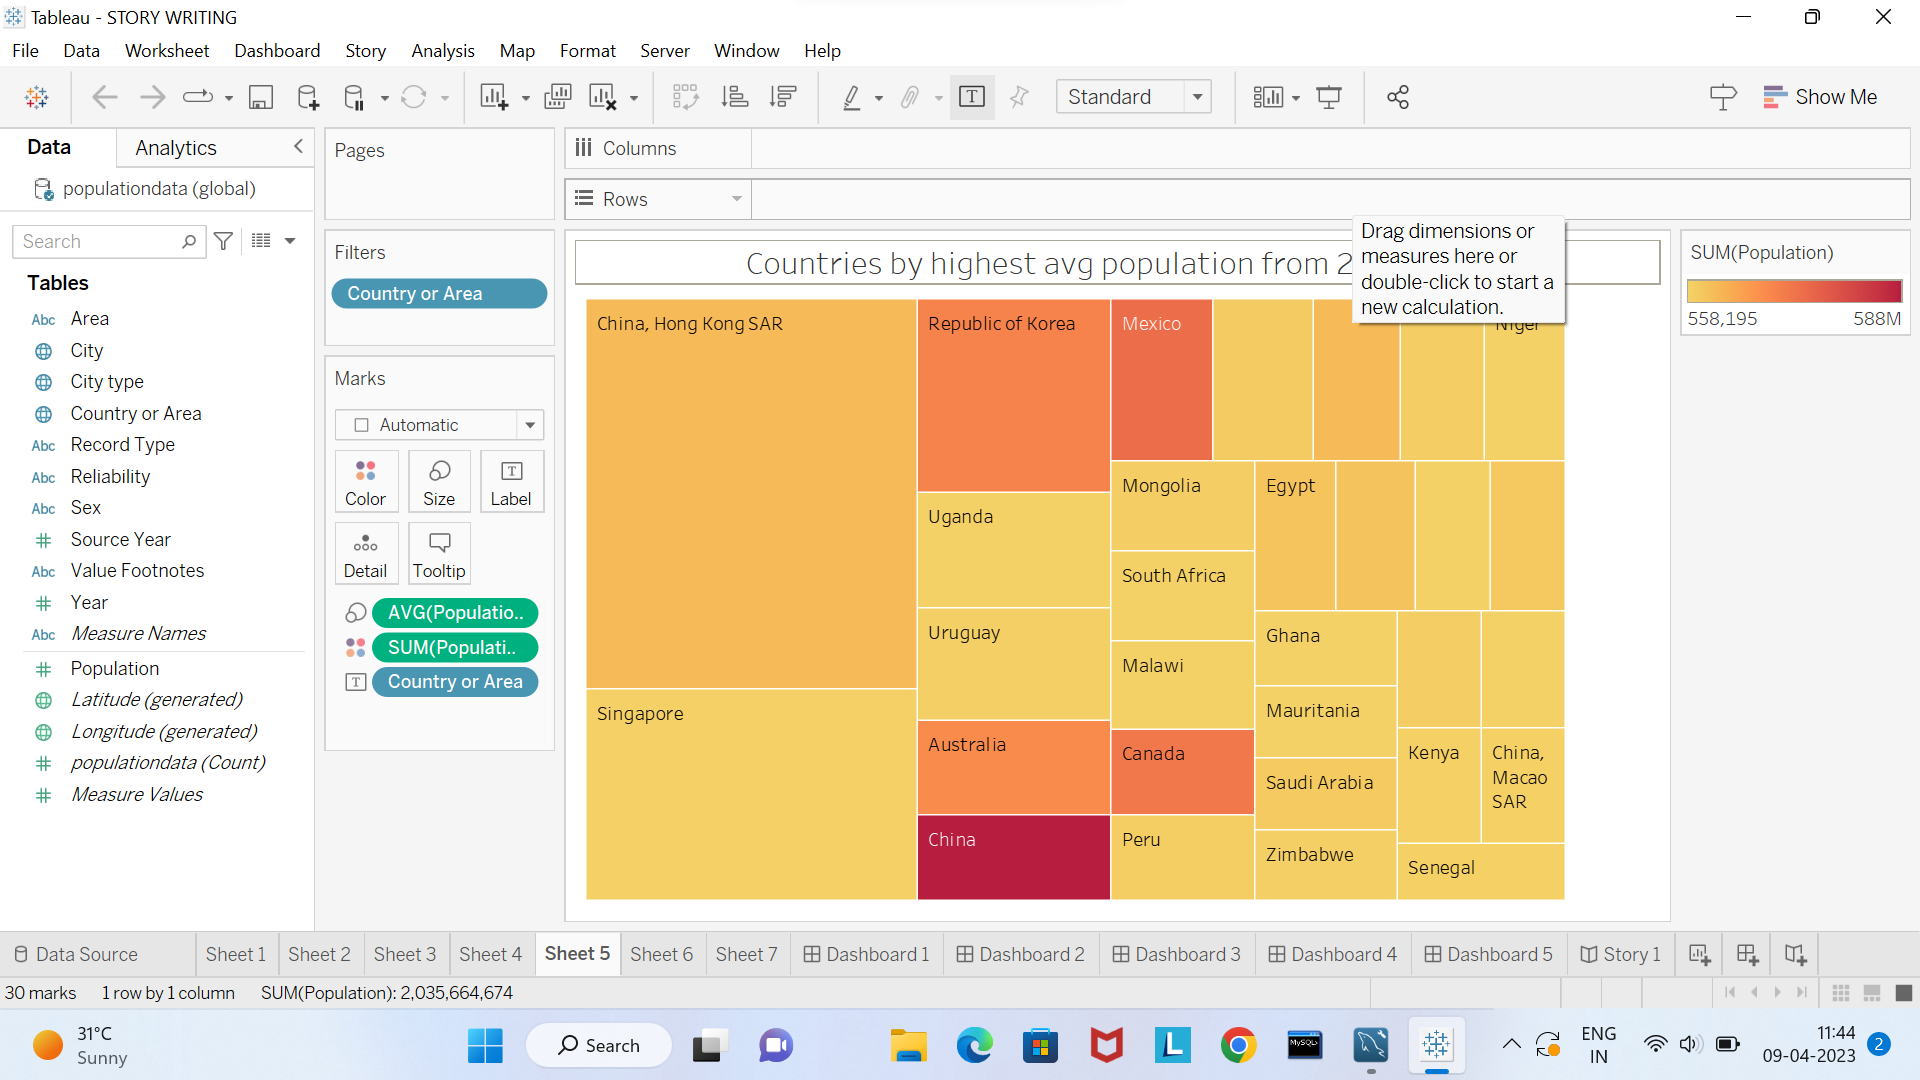 Tableau - STORY WRITING
File Data Worksheet Dashboard Story Analysis Map Format Server Window Help
Standard
Show Me
Data
Analytics
populationdata (global)
Search
Tables
Abc Area
City
City type
Country or Area
Abc Record Type
Abc Reliability
Abc Sex
Source Year
Abc Value Footnotes
Year
Abc Measure Names
Population
Latitude (generated)
Longitude (generated)
populationdata (Count)
Measure Values
Pages
Filters
Country or Area
Marks
Automatic
Color Size Label
Detail Tooltip
AVG(Populatio..
SUM(Populati..
Country or Area
Columns
Rows
Countries by highest avg population from 2
Drag dimensions or
measures here or
double-click to start a
new calculation.
China, Hong Kong SAR
Singapore
Republic of Korea
Uganda
Uruguay
Australia
China
Mexico
Niger
Mongolia
South Africa
Malawi
Canada
Peru
Egypt
Ghana
Mauritania
Saudi Arabia
Zimbabwe
Kenya
China,
Macao
SAR
Senegal
SUM(Population)
558,195 588M
Data Source Sheet 1 Sheet 2 Sheet 3 Sheet 4 Sheet 5 Sheet 6 Sheet 7 Dashboard 1 Dashboard 2 Dashboard 3 Dashboard 4 Dashboard 5 Story 1
30 marks 1 row by 1 column SUM(Population): 2,035,664,674
31°C
Sunny
Search
MySQL
ENG
IN
11:44
09-04-2023
2